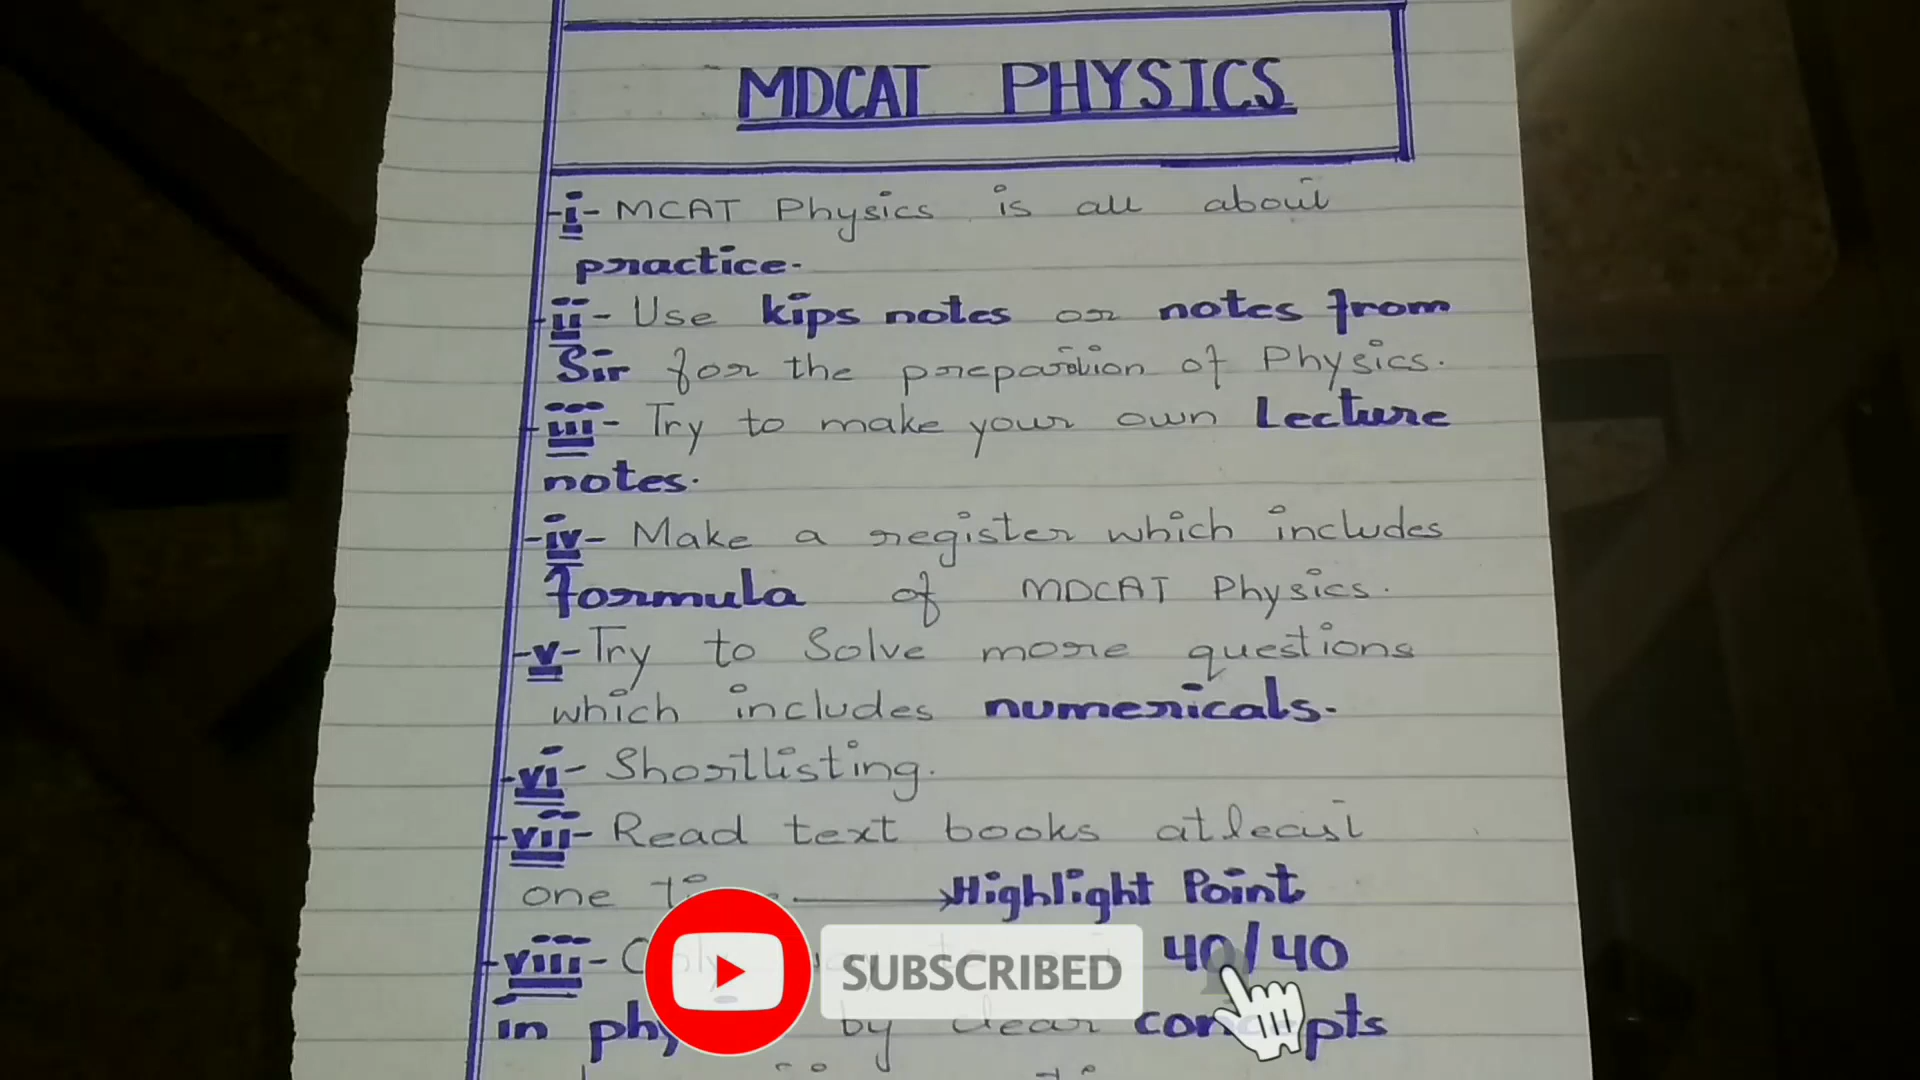 MDCAT PHYSICS
i- MCAT Physics is all about
practice.
ii- Use kips notes or notes from
Sir for the prepartion of Physics.
iii- Try to make your own Lecture
notes.
iv- Make a register which includes
formula of MDCAT Physics.
v- Try to Solve more questions
which includes numericals.
vi- Shortlisting.
vii- Read text books atleast
one → Highlight Point
viii- 40/40
in by clear concepts
SUBSCRIBED